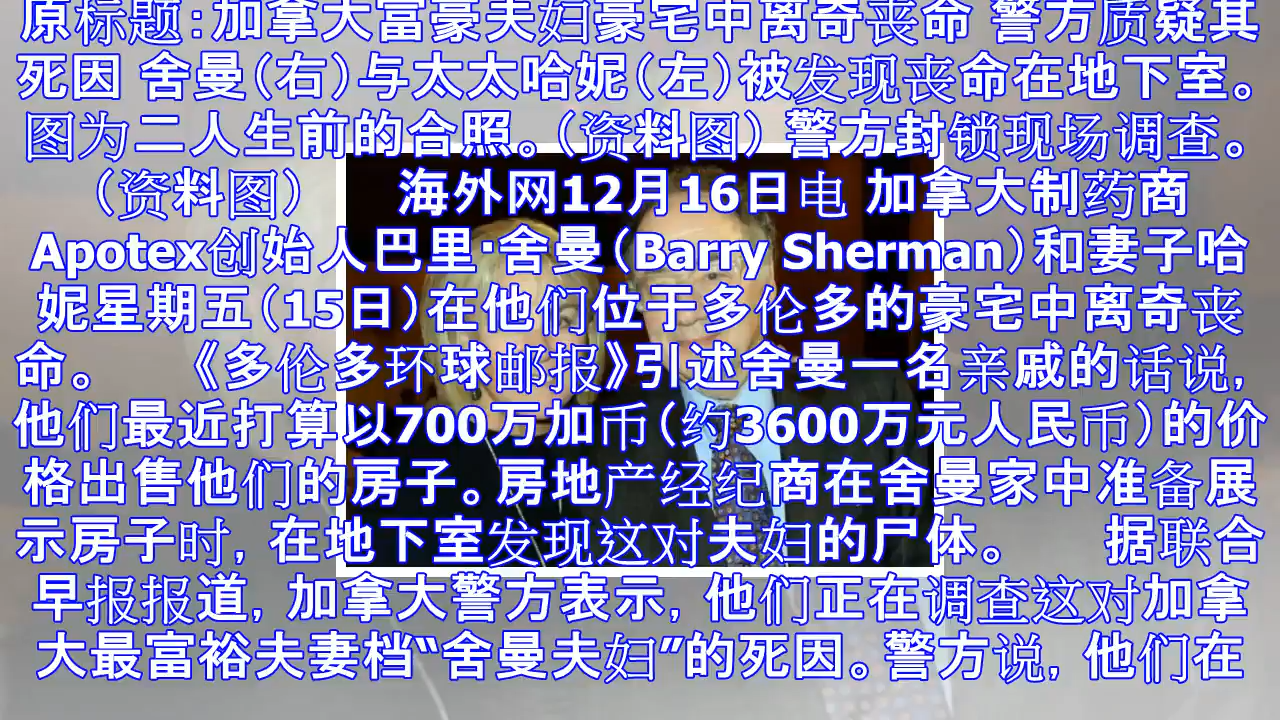 原标题:加拿大富豪夫妇豪宅中离奇丧命 警方质疑其
死因 舍曼(右)与太太哈妮(左)被发现丧命在地下室。
图为二人生前的合照。(资料图) 警方封锁现场调查。
(资料图) 海外网12月16日电 加拿大制药商
Apotex创始人巴里·舍曼(Barry Sherman)和妻子哈
妮星期五(15日)在他们位于多伦多的豪宅中离奇丧
命。 《多伦多环球邮报》引述舍曼一名亲戚的话说,
他们最近打算以700万加币(约3600万元人民币)的价
格出售他们的房子。房地产经纪商在舍曼家中准备展
示房子时, 在地下室发现这对夫妇的尸体。 据联合
早报报道, 加拿大警方表示, 他们正在调查这对加拿
大最富裕夫妻档“舍曼夫妇”的死因。警方说, 他们在